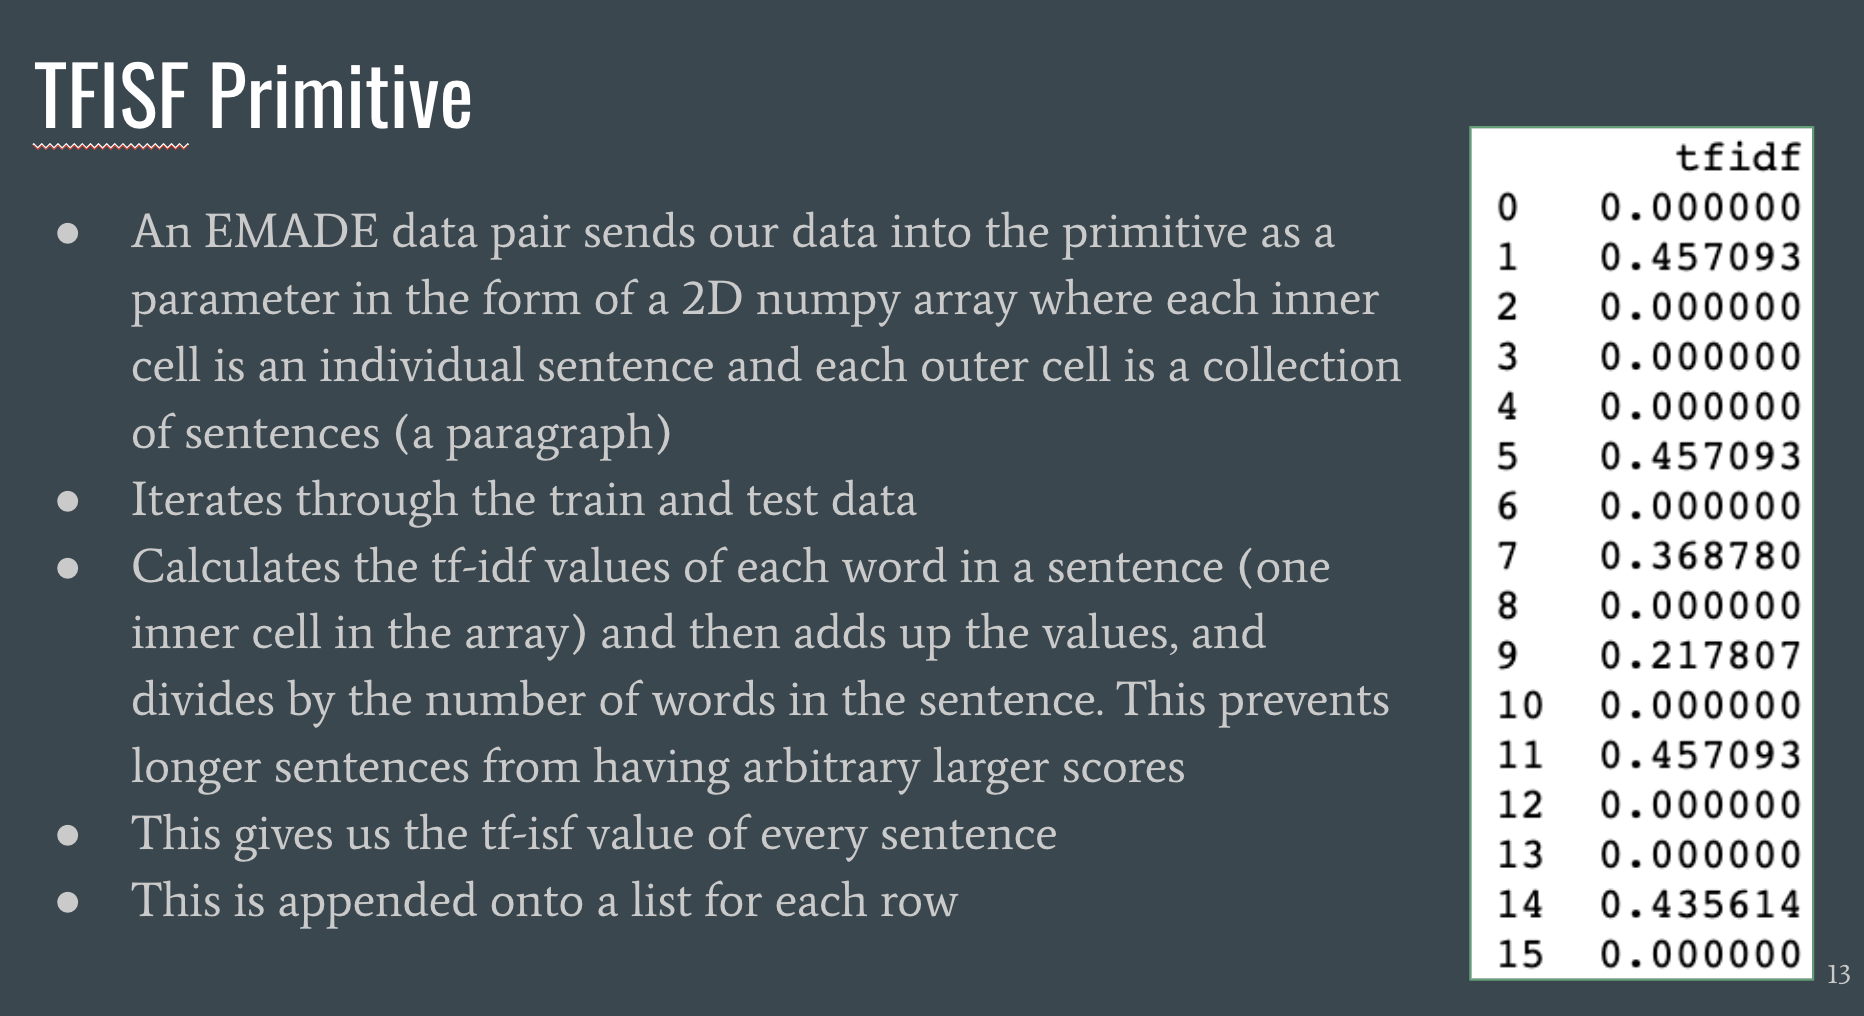 TFISF Primitive
● An EMADE data pair sends our data into the primitive as a
parameter in the form of a 2D numpy array where each inner
cell is an individual sentence and each outer cell is a collection
of sentences (a paragraph)
● Iterates through the train and test data
● Calculates the tf-idf values of each word in a sentence (one
inner cell in the array) and then adds up the values, and
divides by the number of words in the sentence. This prevents
longer sentences from having arbitrary larger scores
● This gives us the tf-isf value of every sentence
● This is appended onto a list for each row
tfidf
0 0.000000
1 0.457093
2 0.000000
3 0.000000
4 0.000000
5 0.457093
6 0.000000
7 0.368780
8 0.000000
9 0.217807
10 0.000000
11 0.457093
12 0.000000
13 0.000000
14 0.435614
15 0.000000
13